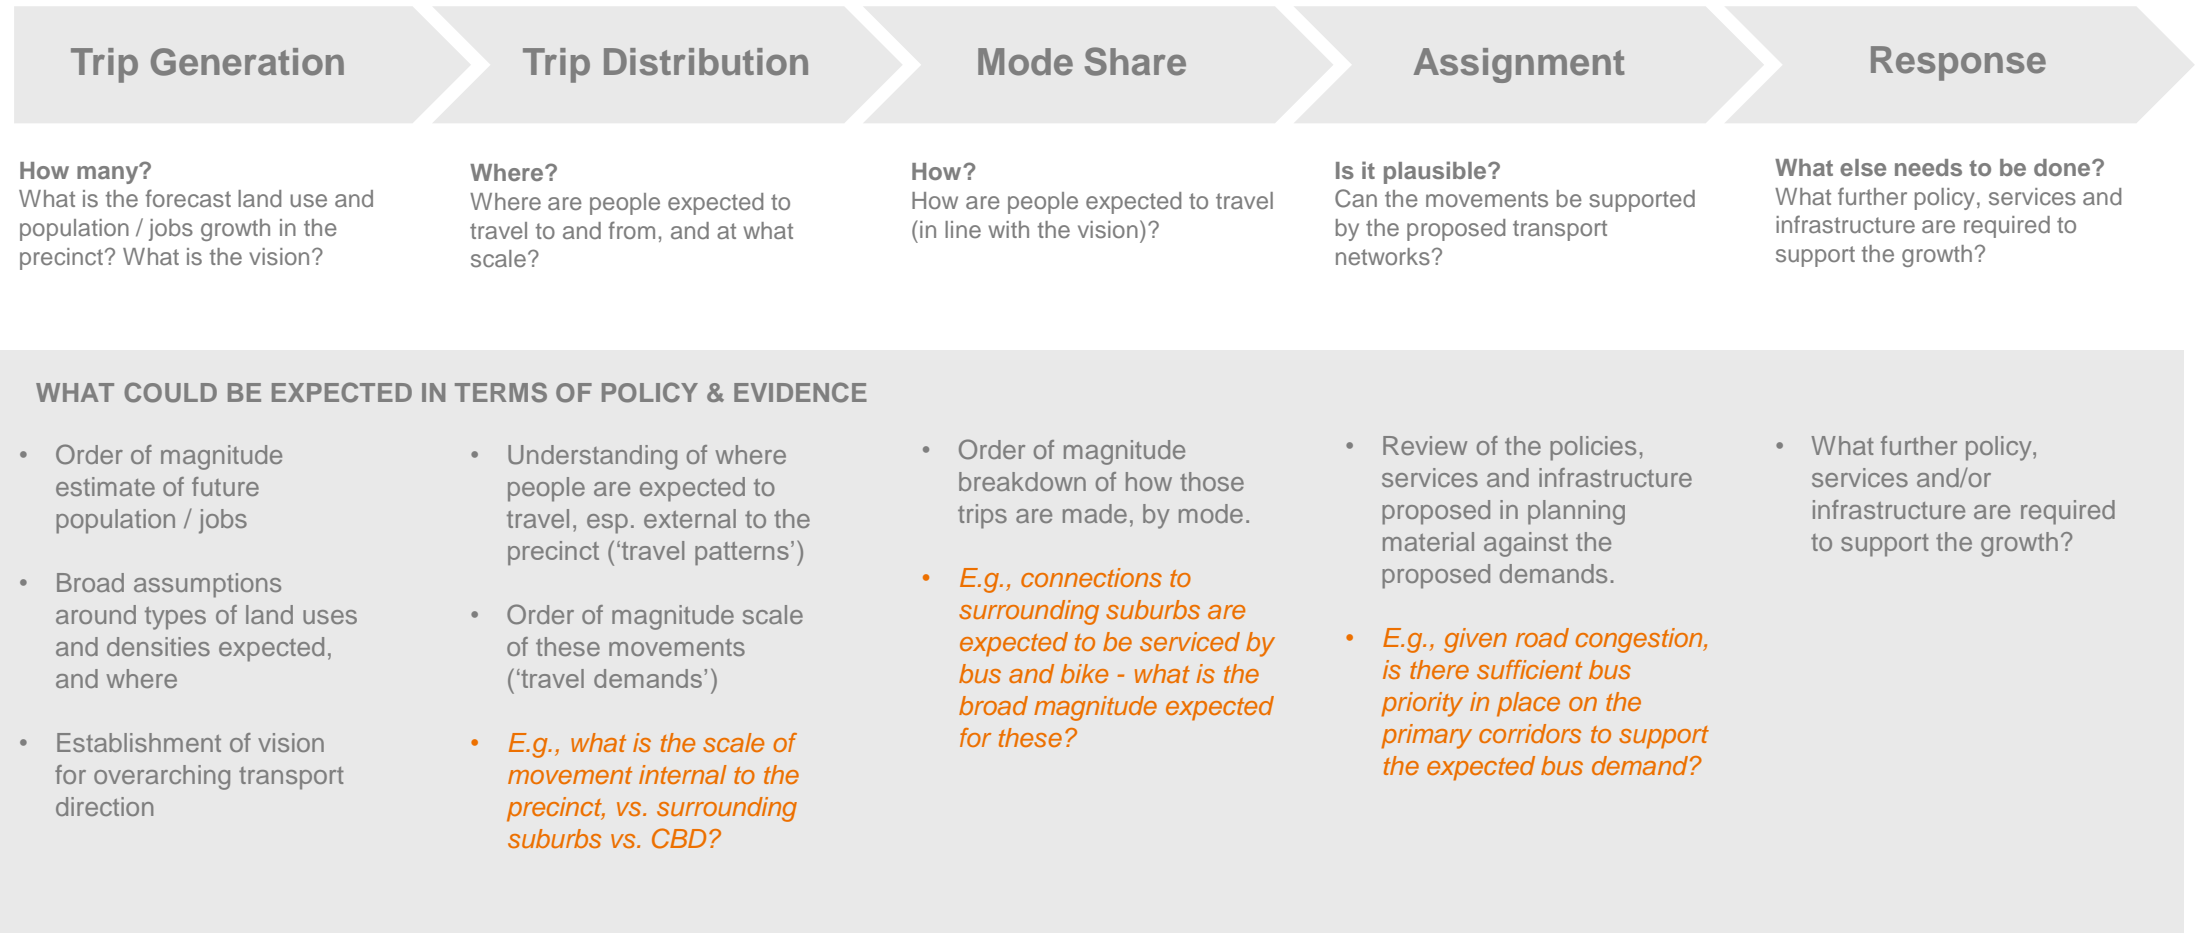 Trip Generation
Trip Distribution
Mode Share
Assignment
Response
How many?
What is the forecast land use and
population / jobs growth in the
precinct? What is the vision?
Where?
Where are people expected to
travel to and from, and at what
scale?
How?
How are people expected to travel
(in line with the vision)?
Is it plausible?
Can the movements be supported
by the proposed transport
networks?
What else needs to be done?
What further policy, services and
infrastructure are required to
support the growth?
WHAT COULD BE EXPECTED IN TERMS OF POLICY & EVIDENCE
• Order of magnitude
estimate of future
population / jobs
• Broad assumptions
around types of land uses
and densities expected,
and where
• Establishment of vision
for overarching transport
direction
• Understanding of where
people are expected to
travel, esp. external to the
precinct (‘travel patterns’)
• Order of magnitude scale
of these movements
(‘travel demands’)
• E.g., what is the scale of
movement internal to the
precinct, vs. surrounding
suburbs vs. CBD?
• Order of magnitude
breakdown of how those
trips are made, by mode.
• E.g., connections to
surrounding suburbs are
expected to be serviced by
bus and bike - what is the
broad magnitude expected
for these?
• Review of the policies,
services and infrastructure
proposed in planning
material against the
proposed demands.
• E.g., given road congestion,
is there sufficient bus
priority in place on the
primary corridors to support
the expected bus demand?
• What further policy,
services and/or
infrastructure are required
to support the growth?